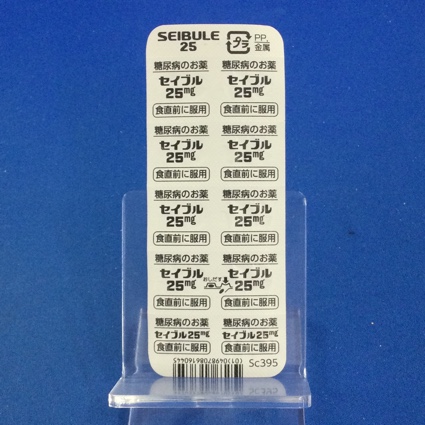 SEIBULE
25
プラ
PP
金属
糖尿病のお薬 糖尿病のお薬
セイブル セイブル
25mg 25mg
食直前に服用 食直前に服用
糖尿病のお薬 糖尿病のお薬
セイブル セイブル
25mg 25mg
食直前に服用 食直前に服用
糖尿病のお薬 糖尿病のお薬
セイブル セイブル
25mg 25mg
食直前に服用 食直前に服用
糖尿病のお薬 糖尿病のお薬
セイブル おしだす セイブル
25mg 25mg
食直前に服用 食直前に服用
糖尿病のお薬 糖尿病のお薬
セイブル25mg セイブル25mg
食直前に服用 食直前に服用
(01)04987086160445
Sc395